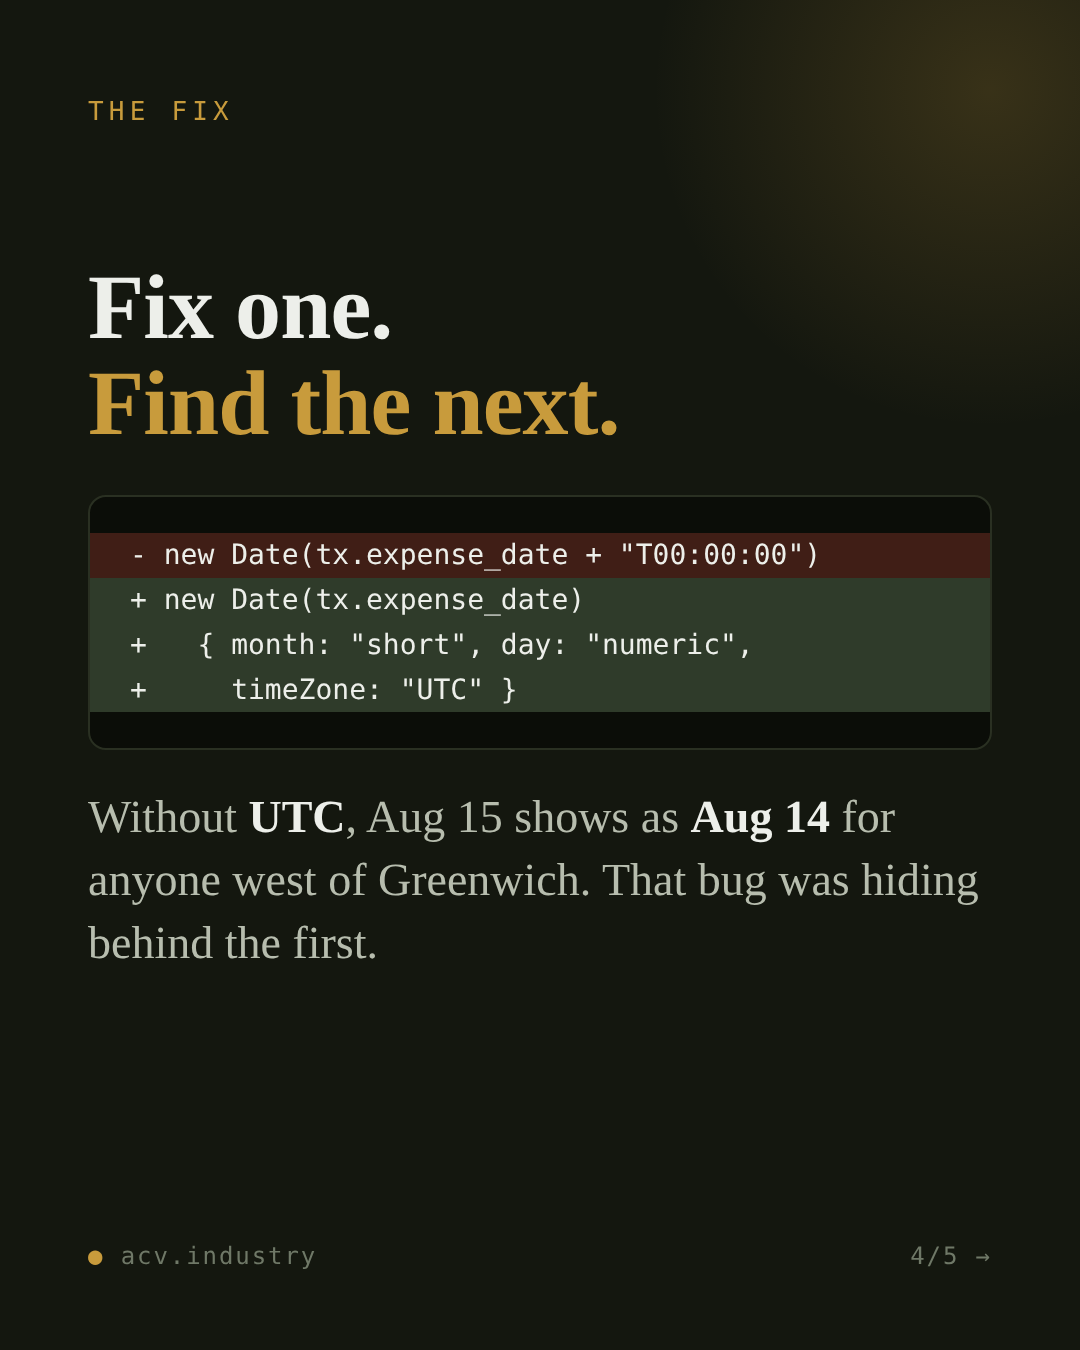 THE FIX
Fix one.
Find the next.
- new Date(tx.expense_date + "T00:00:00")
+ new Date(tx.expense_date)
+   { month: "short", day: "numeric",
+     timeZone: "UTC" }
Without UTC, Aug 15 shows as Aug 14 for
anyone west of Greenwich. That bug was hiding
behind the first.
● acv.industry
4/5 →